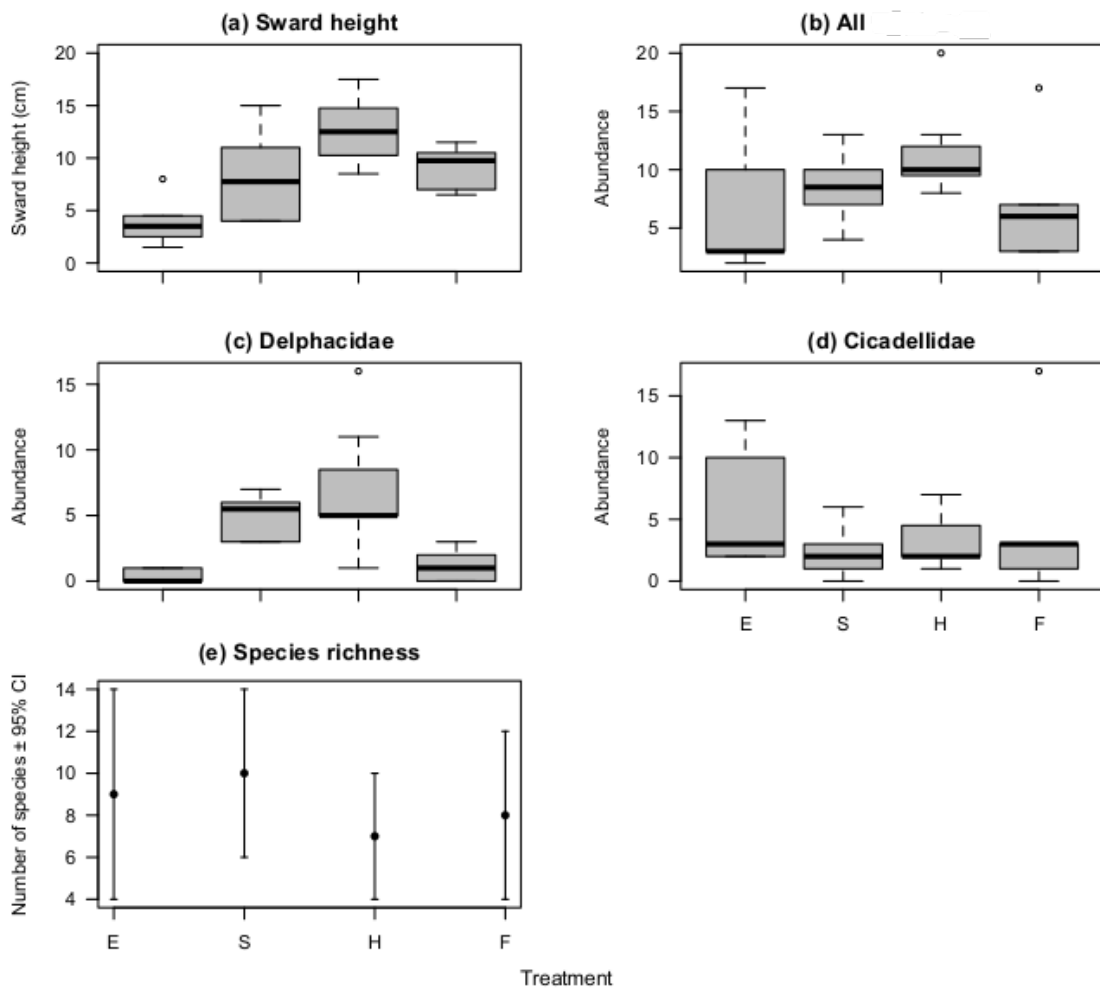 (a) Sward height
Sward height (cm)
20
15
10
5
0
(b) All
Abundance
20
15
10
5
(c) Delphacidae
Abundance
15
10
5
0
(d) Cicadellidae
Abundance
15
10
5
0
E S H F
(e) Species richness
Number of species ± 95% CI
14
12
10
8
6
4
E S H F
Treatment